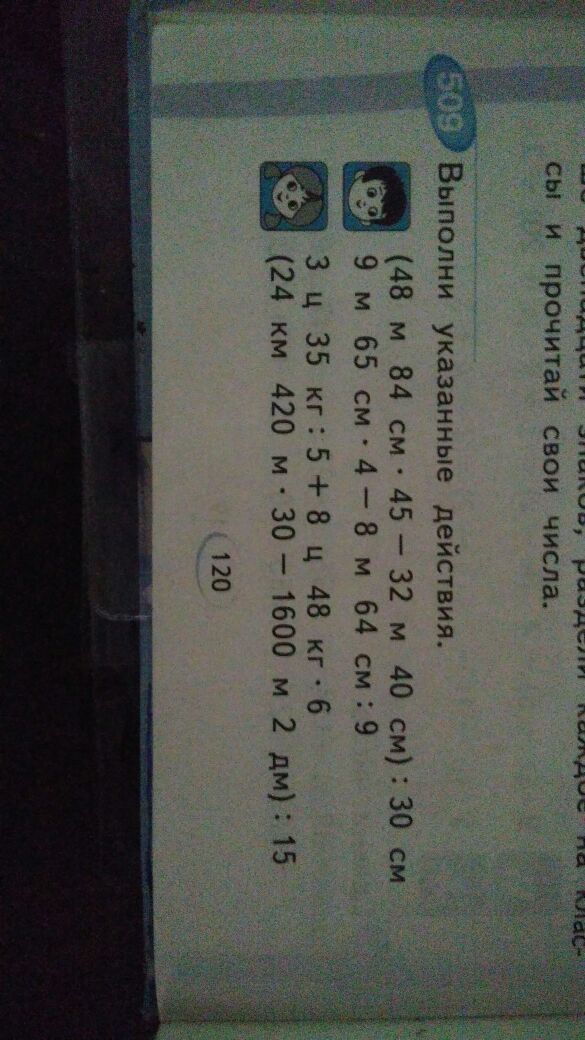 сы и прочитай свои числа.
509 Выполни указанные действия.
(48 м 84 см · 45 – 32 м 40 см) : 30 см
9 м 65 см · 4 – 8 м 64 см : 9
3 ц 35 кг : 5 + 8 ц 48 кг · 6
(24 км 420 м · 30 – 1600 м 2 дм) : 15
120